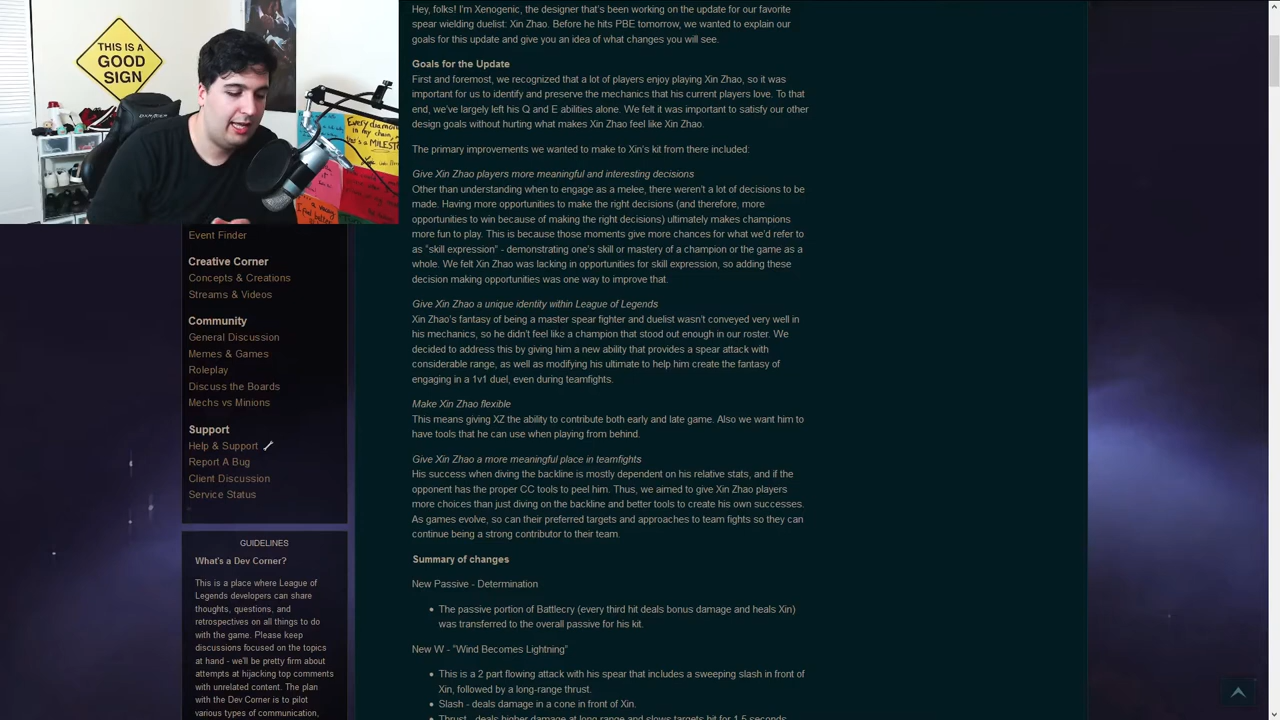 Hey, folks! I'm Xenogenic, the designer that's been working on the update for our favorite
spear wielding duelist: Xin Zhao. Before he hits PBE tomorrow, we wanted to explain our
goals for this update and give you an idea of what changes you will see.
Goals for the Update
First and foremost, we recognized that a lot of players enjoy playing Xin Zhao, so it was
important for us to identify and preserve the mechanics that his current players love. To that
end, we've largely left his Q and E abilities alone. We felt it was important to satisfy our other
design goals without hurting what makes Xin Zhao feel like Xin Zhao.
The primary improvements we wanted to make to Xin's kit from there included:
Give Xin Zhao players more meaningful and interesting decisions
Other than understanding when to engage as a melee, there weren't a lot of decisions to be
made. Having more opportunities to make the right decisions (and therefore, more
opportunities to win because of making the right decisions) ultimately makes champions
more fun to play. This is because those moments give more chances for what we'd refer to
as "skill expression" - demonstrating one's skill or mastery of a champion or the game as a
whole. We felt Xin Zhao was lacking in opportunities for skill expression, so adding these
decision making opportunities was one way to improve that.
Give Xin Zhao a unique identity within League of Legends
Xin Zhao's fantasy of being a master spear fighter and duelist wasn't conveyed very well in
his mechanics, so he didn't feel like a champion that stood out enough in our roster. We
decided to address this by giving him a new ability that provides a spear attack with
considerable range, as well as modifying his ultimate to help him create the fantasy of
engaging in a 1v1 duel, even during teamfights.
Make Xin Zhao flexible
This means giving XZ the ability to contribute both early and late game. Also we want him to
have tools that he can use when playing from behind.
Give Xin Zhao a more meaningful place in teamfights
His success when diving the backline is mostly dependent on his relative stats, and if the
opponent has the proper CC tools to peel him. Thus, we aimed to give Xin Zhao players
more choices than just diving on the backline and better tools to create his own successes.
As games evolve, so can their preferred targets and approaches to team fights so they can
continue being a strong contributor to their team.
Summary of changes
New Passive - Determination
The passive portion of Battlecry (every third hit deals bonus damage and heals Xin)
was transferred to the overall passive for his kit.
New W - "Wind Becomes Lightning"
This is a 2 part flowing attack with his spear that includes a sweeping slash in front of
Xin, followed by a long-range thrust.
Slash - deals damage in a cone in front of Xin.
Thrust - deals higher damage at long range and slows targets hit for 1.5 seconds
THIS IS A
GOOD
SIGN
Every diamond
in my chain,
MILESTO
Event Finder
Creative Corner
Concepts & Creations
Streams & Videos
Community
General Discussion
Memes & Games
Roleplay
Discuss the Boards
Mechs vs Minions
Support
Help & Support
Report A Bug
Client Discussion
Service Status
GUIDELINES
What's a Dev Corner?
This is a place where League of
Legends developers can share
thoughts, questions, and
retrospectives on all things to do
with the game. Please keep
discussions focused on the topics
at hand - we'll be pretty firm about
attempts at hijacking top comments
with unrelated content. The plan
with the Dev Corner is to pilot
various types of communication,